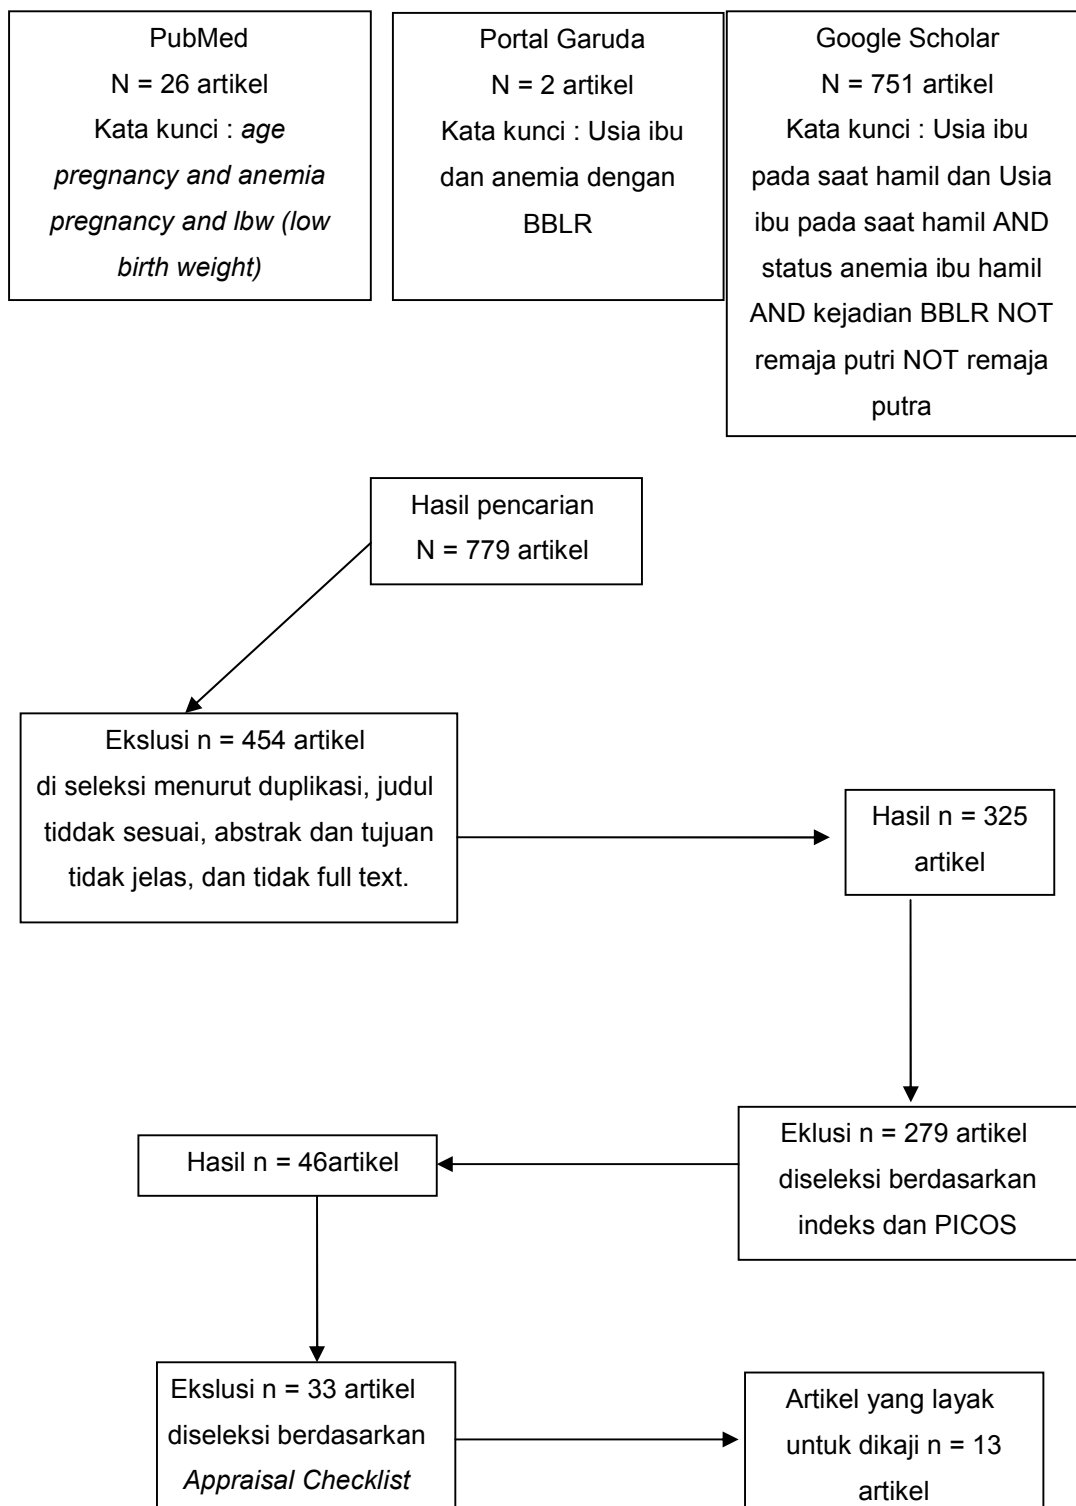 PubMed
N = 26 artikel
Kata kunci : age
pregnancy and anemia
pregnancy and lbw (low
birth weight)
Portal Garuda
N = 2 artikel
Kata kunci : Usia ibu
dan anemia dengan
BBLR
Google Scholar
N = 751 artikel
Kata kunci : Usia ibu
pada saat hamil dan Usia
ibu pada saat hamil AND
status anemia ibu hamil
AND kejadian BBLR NOT
remaja putri NOT remaja
putra
Hasil pencarian
N = 779 artikel
Ekslusi n = 454 artikel
di seleksi menurut duplikasi, judul
tiddak sesuai, abstrak dan tujuan
tidak jelas, dan tidak full text.
Hasil n = 325
artikel
Eklusi n = 279 artikel
diseleksi berdasarkan
indeks dan PICOS
Hasil n = 46artikel
Ekslusi n = 33 artikel
diseleksi berdasarkan
Appraisal Checklist
Artikel yang layak
untuk dikaji n = 13
artikel